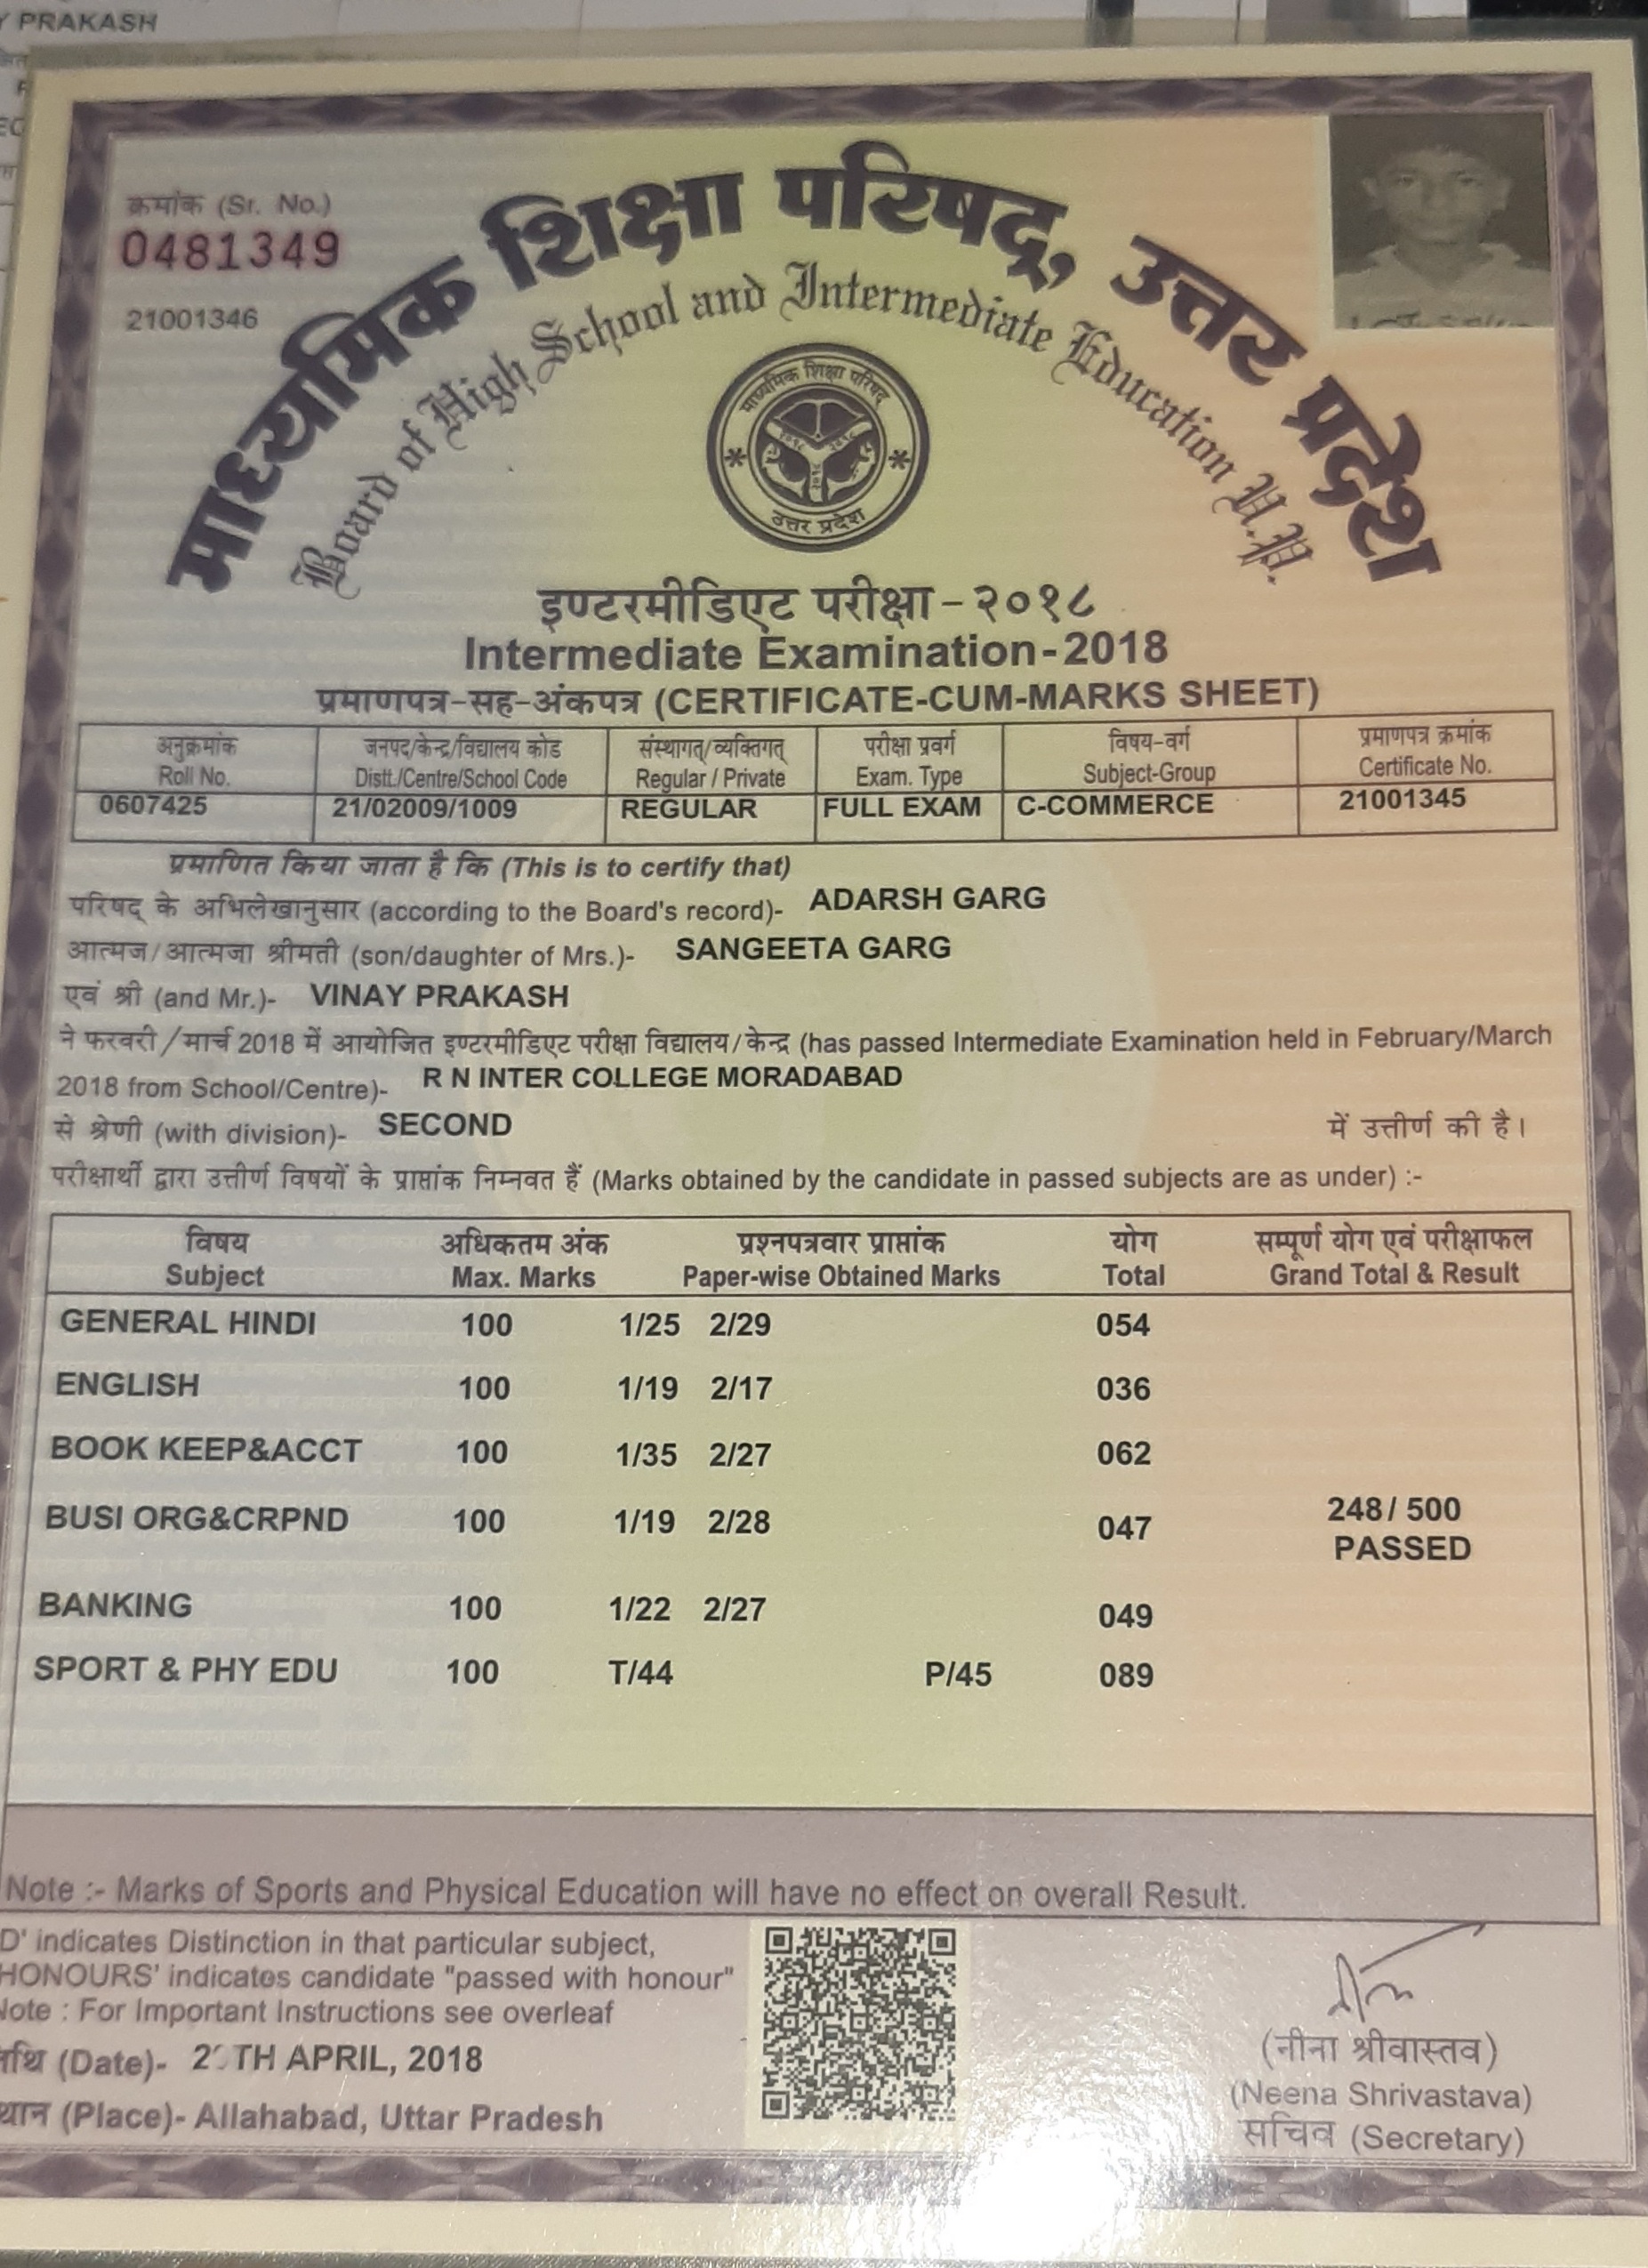 PRAKASH
क्रमांक (Sr. No.)
0481349
21001346
माध्यमिक शिक्षा परिषद्, उत्तर प्रदेश
Board of High School and Intermediate Education U.P.
माध्यमिक शिक्षा परिषद्
उत्तर प्रदेश
इण्टरमीडिएट परीक्षा - २०१८
Intermediate Examination-2018
प्रमाणपत्र-सह-अंकपत्र (CERTIFICATE-CUM-MARKS SHEET)
अनुक्रमांक जनपद/केन्द्र/विद्यालय कोड संस्थागत्/व्यक्तिगत् परीक्षा प्रवर्ग विषय-वर्ग प्रमाणपत्र क्रमांक
Roll No. Distt./Centre/School Code Regular / Private Exam. Type Subject-Group Certificate No.
0607425 21/02009/1009 REGULAR FULL EXAM C-COMMERCE 21001345
प्रमाणित किया जाता है कि (This is to certify that)
परिषद् के अभिलेखानुसार (according to the Board's record)- ADARSH GARG
आत्मज/आत्मजा श्रीमती (son/daughter of Mrs.)- SANGEETA GARG
एवं श्री (and Mr.)- VINAY PRAKASH
ने फरवरी/मार्च 2018 में आयोजित इण्टरमीडिएट परीक्षा विद्यालय/केन्द्र (has passed Intermediate Examination held in February/March
2018 from School/Centre)- R N INTER COLLEGE MORADABAD
से श्रेणी (with division)- SECOND में उत्तीर्ण की है।
परीक्षार्थी द्वारा उत्तीर्ण विषयों के प्राप्तांक निम्नवत हैं (Marks obtained by the candidate in passed subjects are as under) :-
विषय अधिकतम अंक प्रश्नपत्रवार प्राप्तांक योग सम्पूर्ण योग एवं परीक्षाफल
Subject Max. Marks Paper-wise Obtained Marks Total Grand Total & Result
GENERAL HINDI 100 1/25 2/29 054
ENGLISH 100 1/19 2/17 036
BOOK KEEP&ACCT 100 1/35 2/27 062
BUSI ORG&CRPND 100 1/19 2/28 047 248/ 500
PASSED
BANKING 100 1/22 2/27 049
SPORT & PHY EDU 100 T/44 P/45 089
Note :- Marks of Sports and Physical Education will have no effect on overall Result.
D' indicates Distinction in that particular subject,
HONOURS' indicates candidate "passed with honour"
Note : For Important Instructions see overleaf
(Date)- TH APRIL, 2018
(Place)- Allahabad, Uttar Pradesh
(नीना श्रीवास्तव)
(Neena Shrivastava)
सचिव (Secretary)